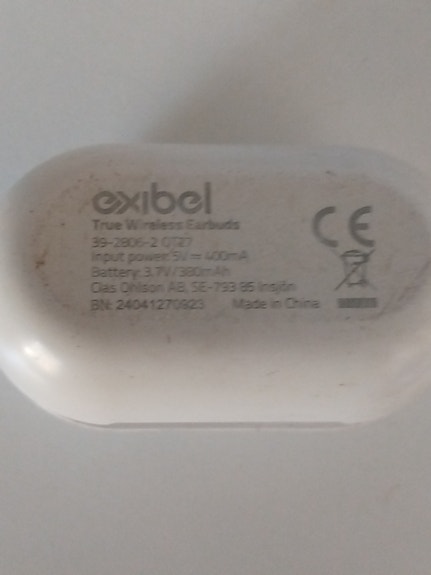 exibel
True Wireless Earbuds
39-2806-2 QT27
Input power: 5V ⎓ 400mA
Battery: 3.7V/380mAh
Clas Ohlson AB, SE-793 85 Insjön
BN: 24041270923 Made in China
CE